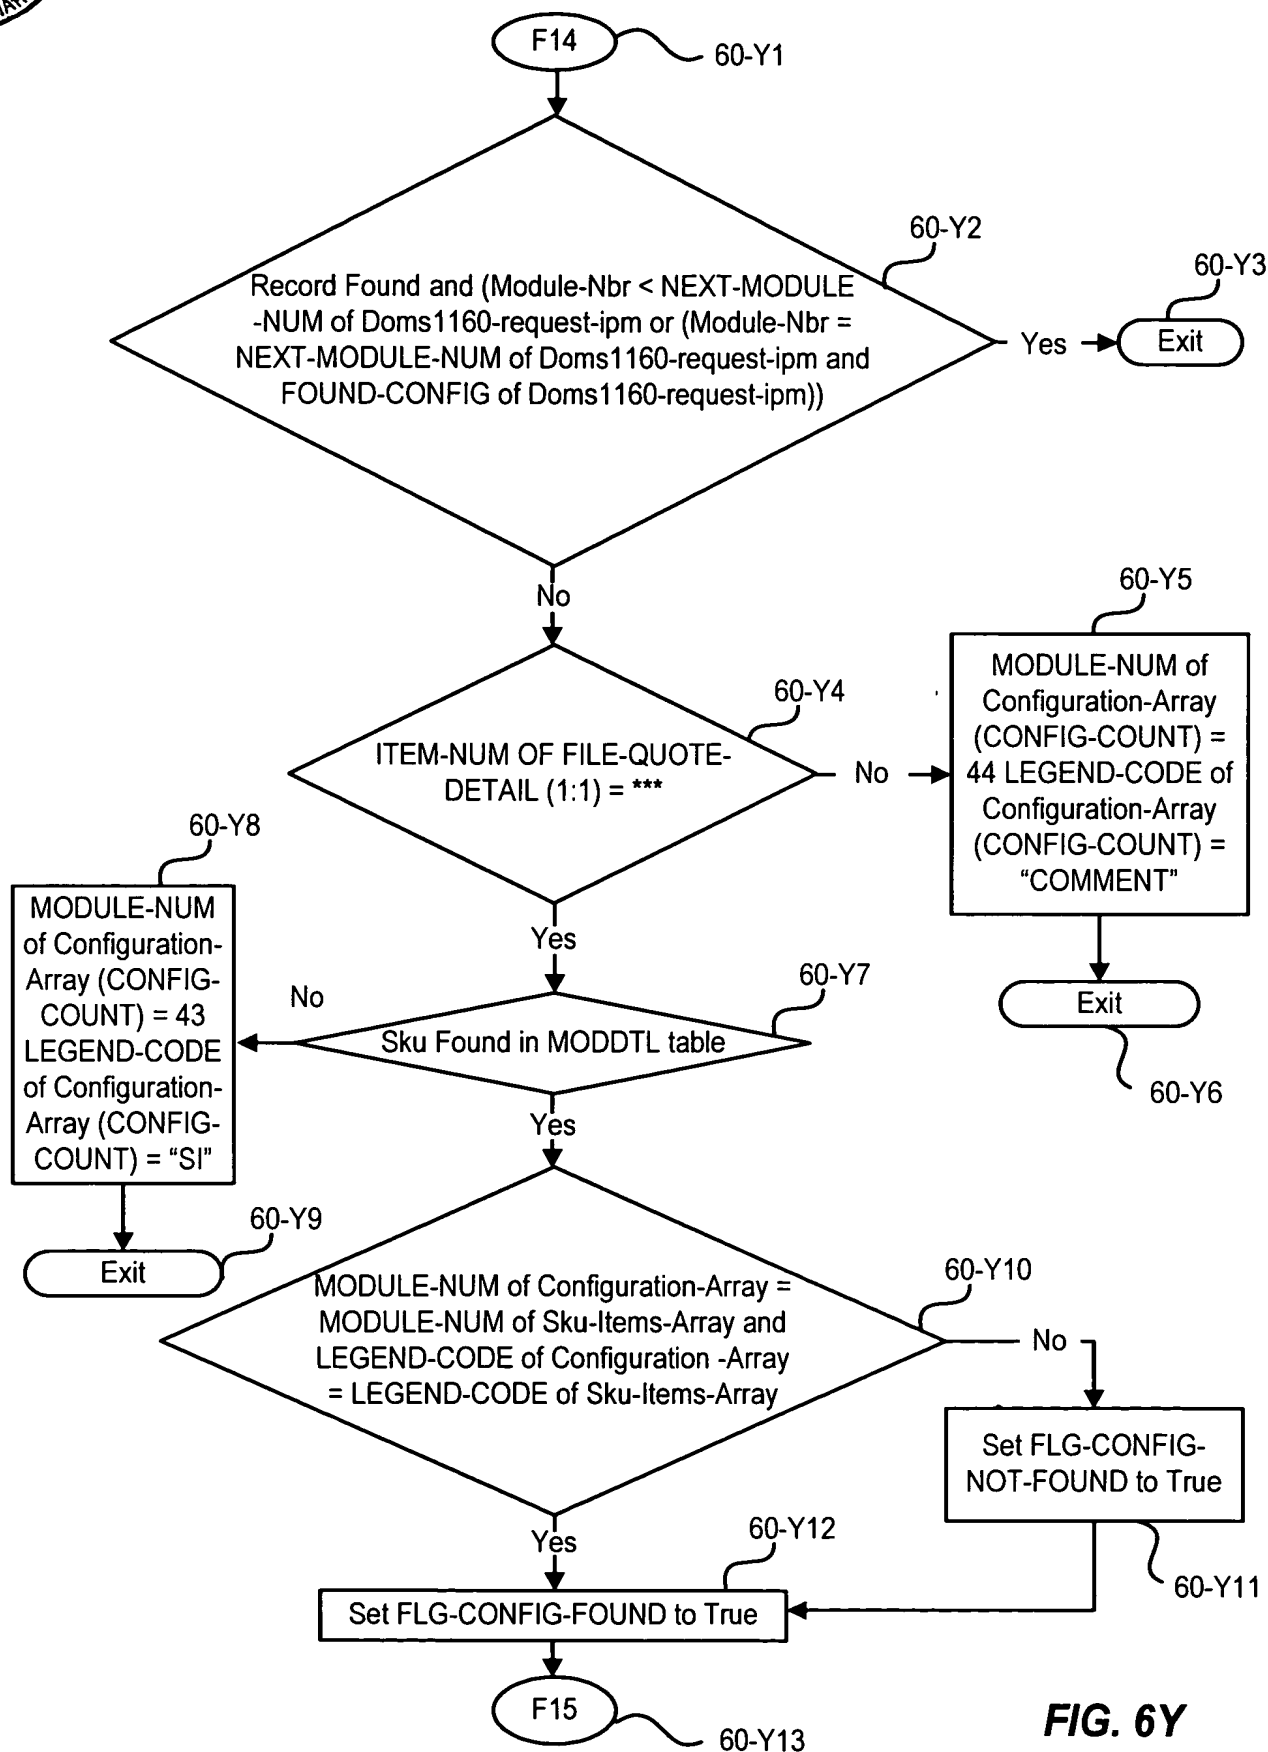 F14
60-Y1
60-Y2
Record Found and (Module-Nbr < NEXT-MODULE
-NUM of Doms1160-request-ipm or (Module-Nbr =
NEXT-MODULE-NUM of Doms1160-request-ipm and
FOUND-CONFIG of Doms1160-request-ipm))
Yes
60-Y3
Exit
No
60-Y4
ITEM-NUM OF FILE-QUOTE-
DETAIL (1:1) = ***
No
60-Y5
MODULE-NUM of
Configuration-Array
(CONFIG-COUNT) =
44 LEGEND-CODE of
Configuration-Array
(CONFIG-COUNT) =
“COMMENT”
Exit
60-Y6
Yes
60-Y7
Sku Found in MODDTL table
No
60-Y8
MODULE-NUM
of Configuration-
Array (CONFIG-
COUNT) = 43
LEGEND-CODE
of Configuration-
Array (CONFIG-
COUNT) = “SI”
60-Y9
Exit
Yes
60-Y10
MODULE-NUM of Configuration-Array =
MODULE-NUM of Sku-Items-Array and
LEGEND-CODE of Configuration -Array
= LEGEND-CODE of Sku-Items-Array
No
Set FLG-CONFIG-
NOT-FOUND to True
60-Y11
Yes
60-Y12
Set FLG-CONFIG-FOUND to True
F15
60-Y13
FIG. 6Y